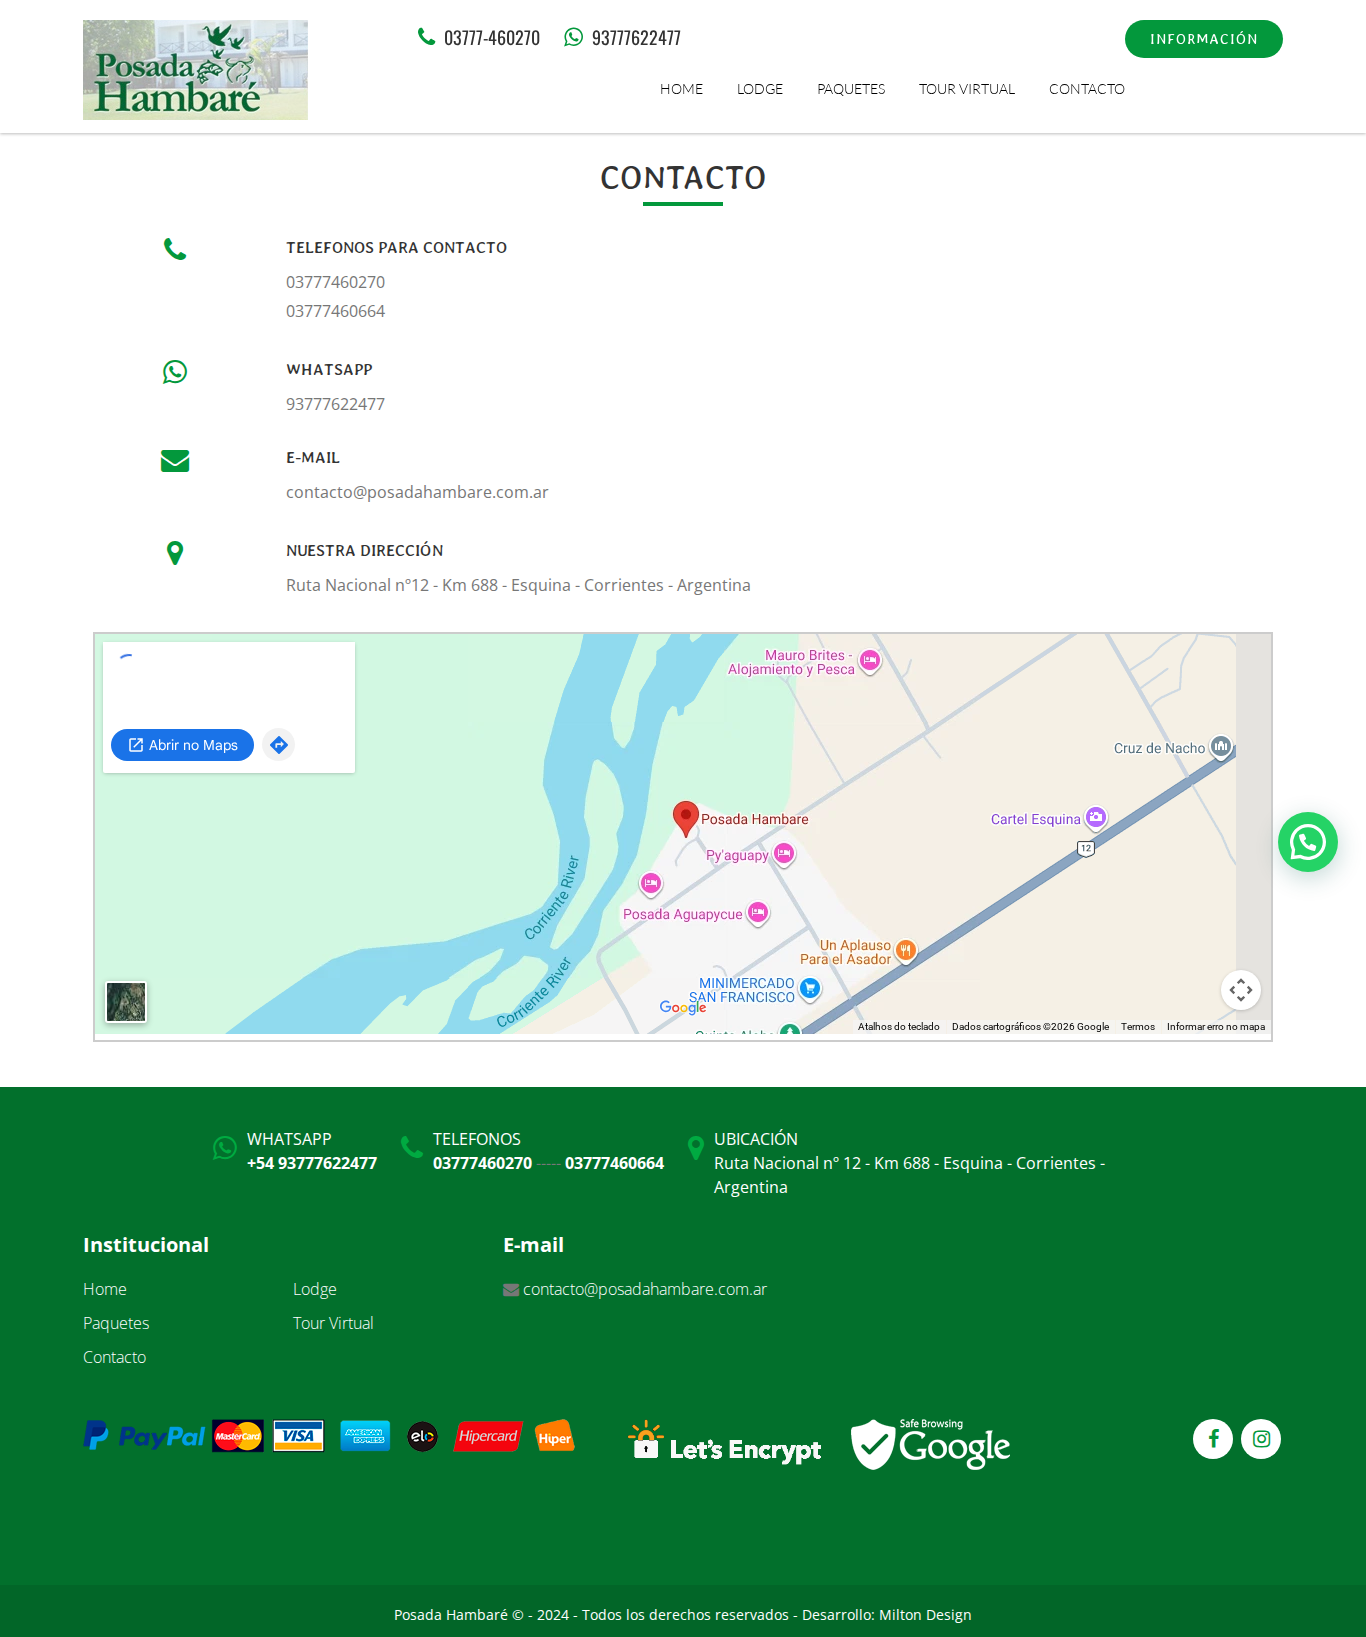 Posada
Hambaré
03777-460270
93777622477
INFORMACIÓN
HOME
LODGE
PAQUETES
TOUR VIRTUAL
CONTACTO
CONTACTO
TELEFONOS PARA CONTACTO
03777460270
03777460664
WHATSAPP
93777622477
E-MAIL
contacto@posadahambare.com.ar
NUESTRA DIRECCIÓN
Ruta Nacional nº12 - Km 688 - Esquina - Corrientes - Argentina
Abrir no Maps
Mauro Brites -
Alojamiento y Pesca
Cruz de Nacho
Posada Hambare
Cartel Esquina
12
Py'aguapy
Corriente River
Posada Aguapycue
Un Aplauso
Para el Asador
Corriente River
MINIMERCADO
SAN FRANCISCO
Google
Atalhos do teclado
Dados cartográficos ©2026 Google
Termos
Informar erro no mapa
WHATSAPP
+54 93777622477
TELEFONOS
03777460270 ----- 03777460664
UBICACIÓN
Ruta Nacional nº 12 - Km 688 - Esquina - Corrientes -
Argentina
Institucional
Home
Lodge
Paquetes
Tour Virtual
Contacto
E-mail
contacto@posadahambare.com.ar
PayPal
MasterCard
VISA
AMERICAN
EXPRESS
elo
Hipercard
Hiper
Let's Encrypt
Safe Browsing
Google
Posada Hambaré © - 2024 - Todos los derechos reservados - Desarrollo: Milton Design